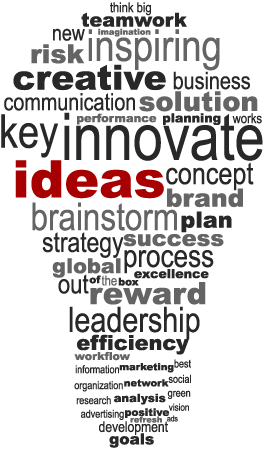 think big
teamwork
new imagination
risk inspiring
creative business
communication solution
performance planning works
key innovate
ideas concept
brand
brainstorm plan
strategy success
global process
excellence
out of the box
reward
leadership
efficiency
workflow
information marketing best
organization network social
research analysis green
advertising positive vision
refresh ads
development
goals